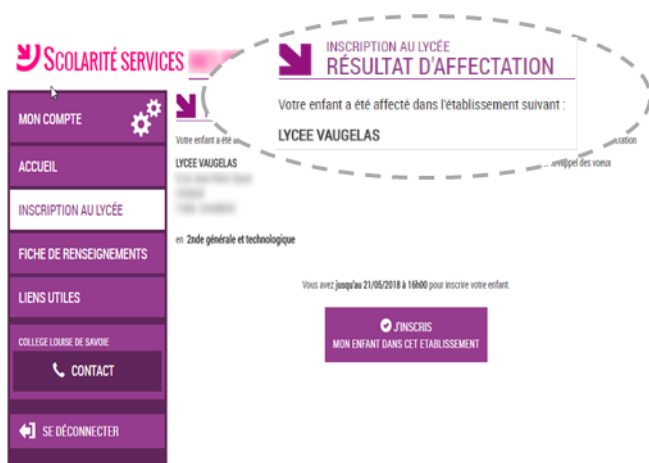 SCOLARITÉ SERVICES
INSCRIPTION AU LYCÉE
RÉSULTAT D'AFFECTATION
Votre enfant a été affecté dans l'établissement suivant :
LYCEE VAUGELAS
MON COMPTE
ACCUEIL
INSCRIPTION AU LYCÉE
FICHE DE RENSEIGNEMENTS
LIENS UTILES
COLLEGE LOUISE DE SAVOIE
CONTACT
SE DÉCONNECTER
Votre enfant a été
LYCEE VAUGELAS
rappel des voeux
en 2nde générale et technologique
Vous avez jusqu'au 21/05/2018 à 16h00 pour inscrire votre enfant.
J'INSCRIS
MON ENFANT DANS CET ETABLISSEMENT